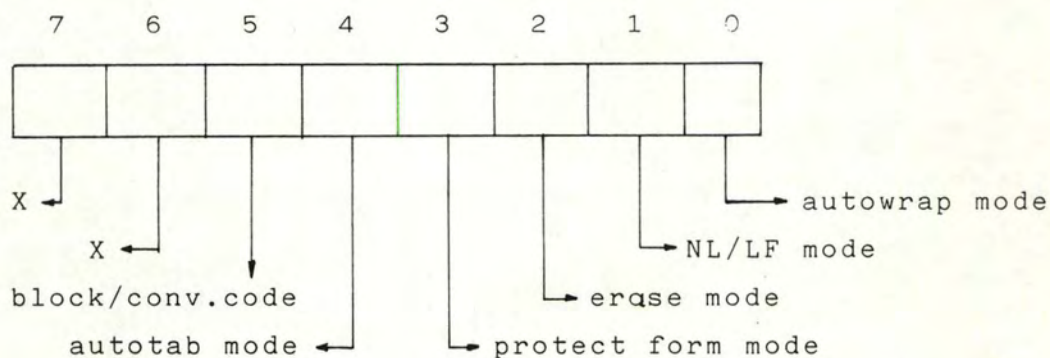 7 6 5 4 3 2 1 0
X autowrap mode
X NL/LF mode
block/conv.code erase mode
autotab mode protect form mode